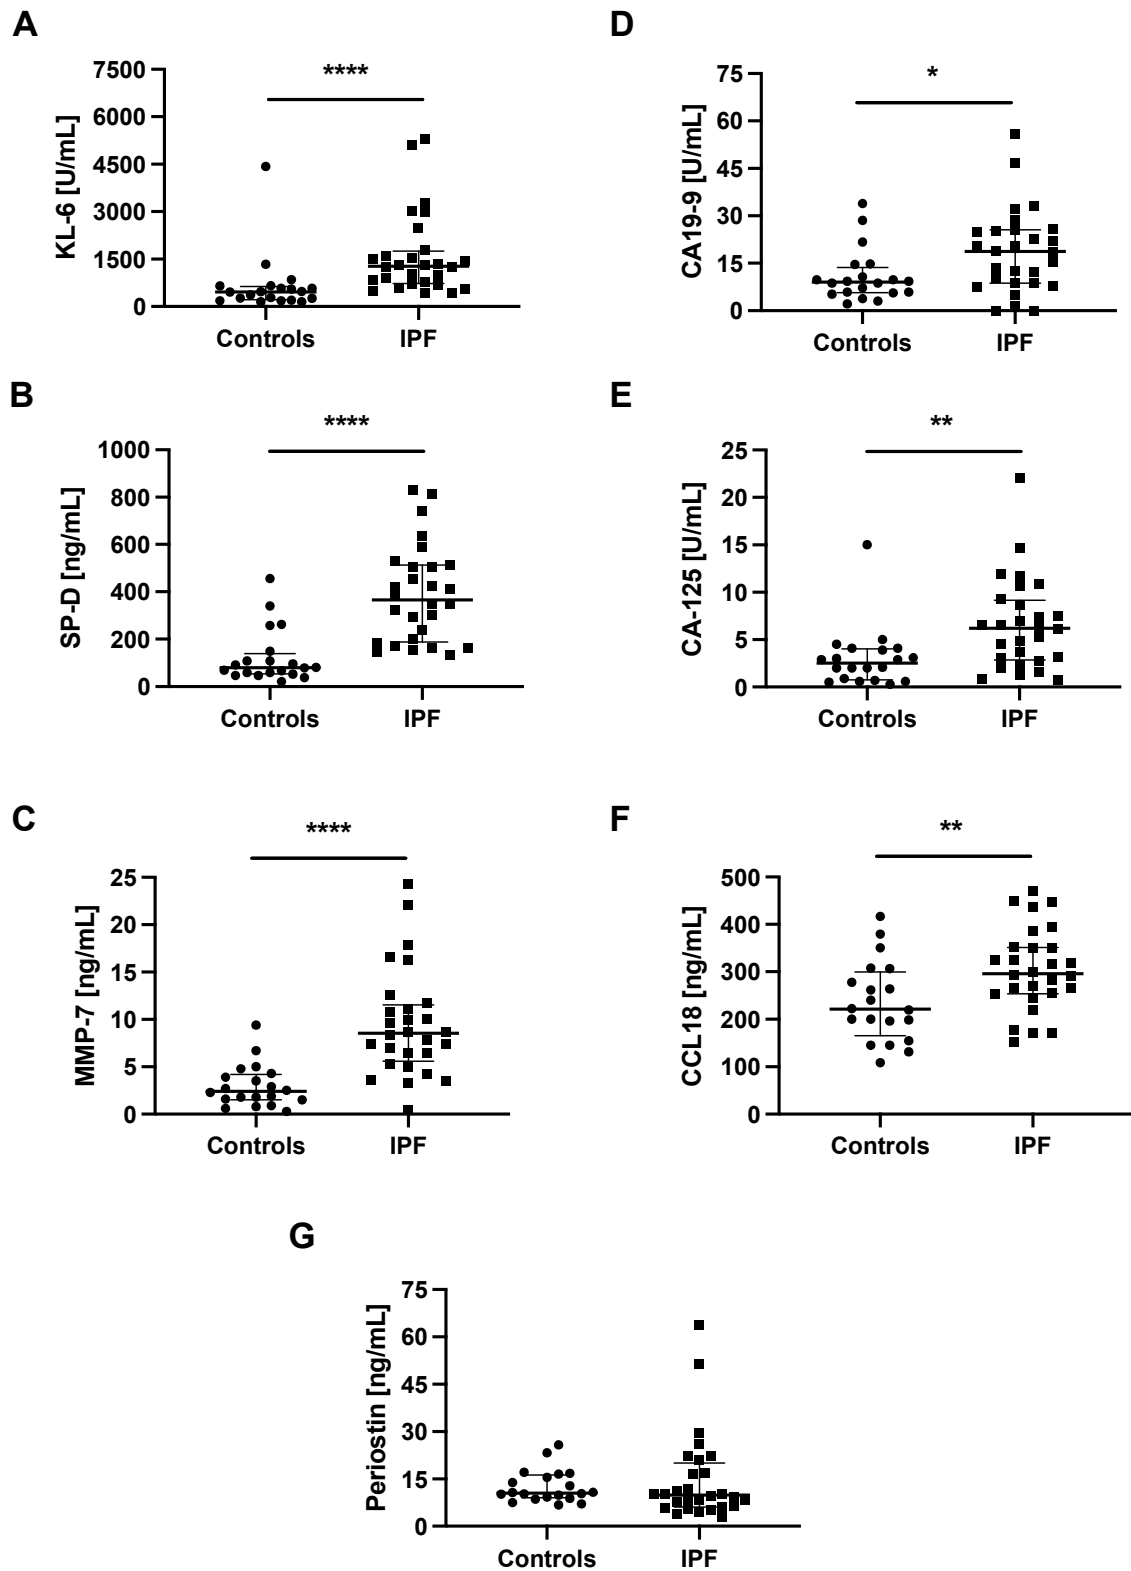 A
KL-6 [U/mL]
7500
6000
4500
3000
1500
0
****
Controls
IPF
D
CA19-9 [U/mL]
75
60
45
30
15
0
*
Controls
IPF
B
SP-D [ng/mL]
1000
800
600
400
200
0
****
Controls
IPF
E
CA-125 [U/mL]
25
20
15
10
5
0
**
Controls
IPF
C
MMP-7 [ng/mL]
25
20
15
10
5
0
****
Controls
IPF
F
CCL18 [ng/mL]
500
400
300
200
100
0
**
Controls
IPF
G
Periostin [ng/mL]
75
60
45
30
15
0
Controls
IPF